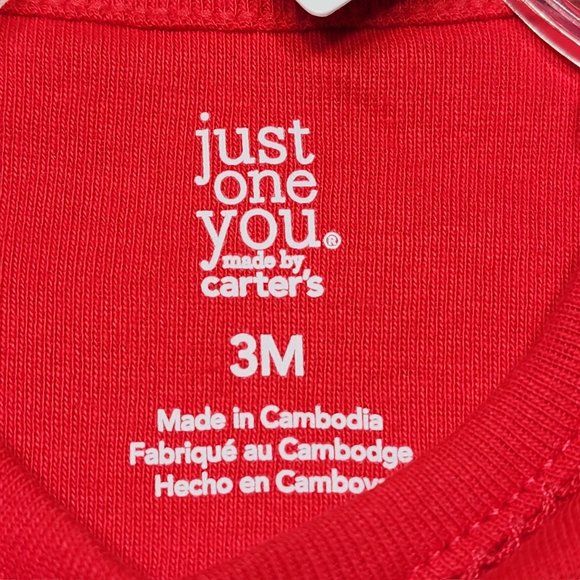 just
one
you.®
made by
carter's
3M
Made in Cambodia
Fabriqué au Cambodge
Hecho en